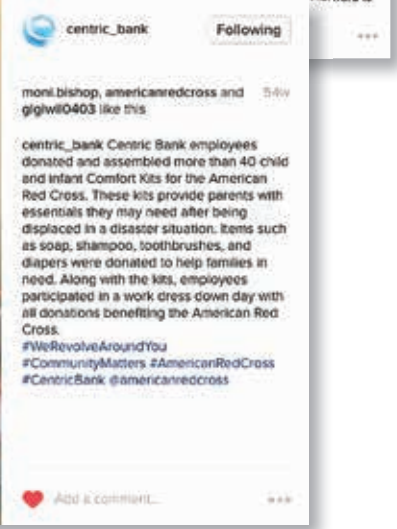 centric_bank
Following
moni.bishop, americanredcross and 54w
glglwill0403 like this
centric_bank Centric Bank employees
donated and assembled more than 40 child
and infant Comfort Kits for the American
Red Cross. These kits provide parents with
essentials they may need after being
displaced in a disaster situation. Items such
as soap, shampoo, toothbrushes, and
diapers were donated to help families in
need. Along with the kits, employees
participated in a work dress down day with
all donations benefiting the American Red
Cross.
#WeRevolveAroundYou
#CommunityMatters #AmericanRedCross
#CentricBank @americanredcross
Add a comment...